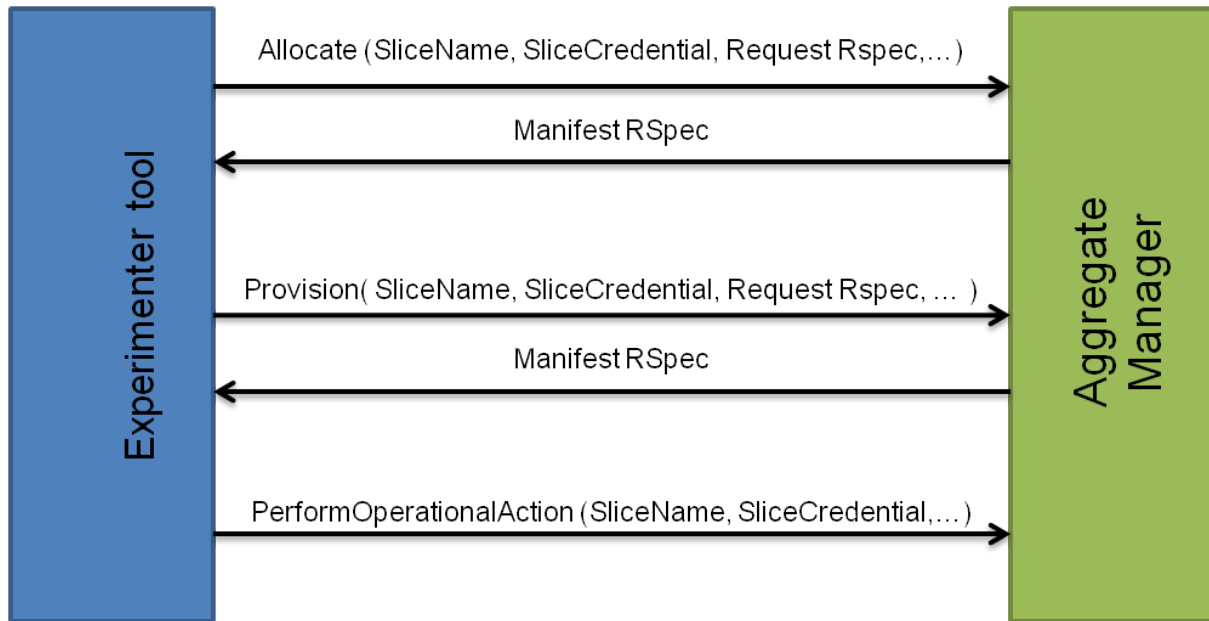 Allocate (SliceName, SliceCredential, Request Rspec,...)
Manifest RSpec
Experimenter tool
Aggregate
Manager
Provision( SliceName, SliceCredential, Request Rspec, ... )
Manifest RSpec
PerformOperationalAction (SliceName, SliceCredential,...)